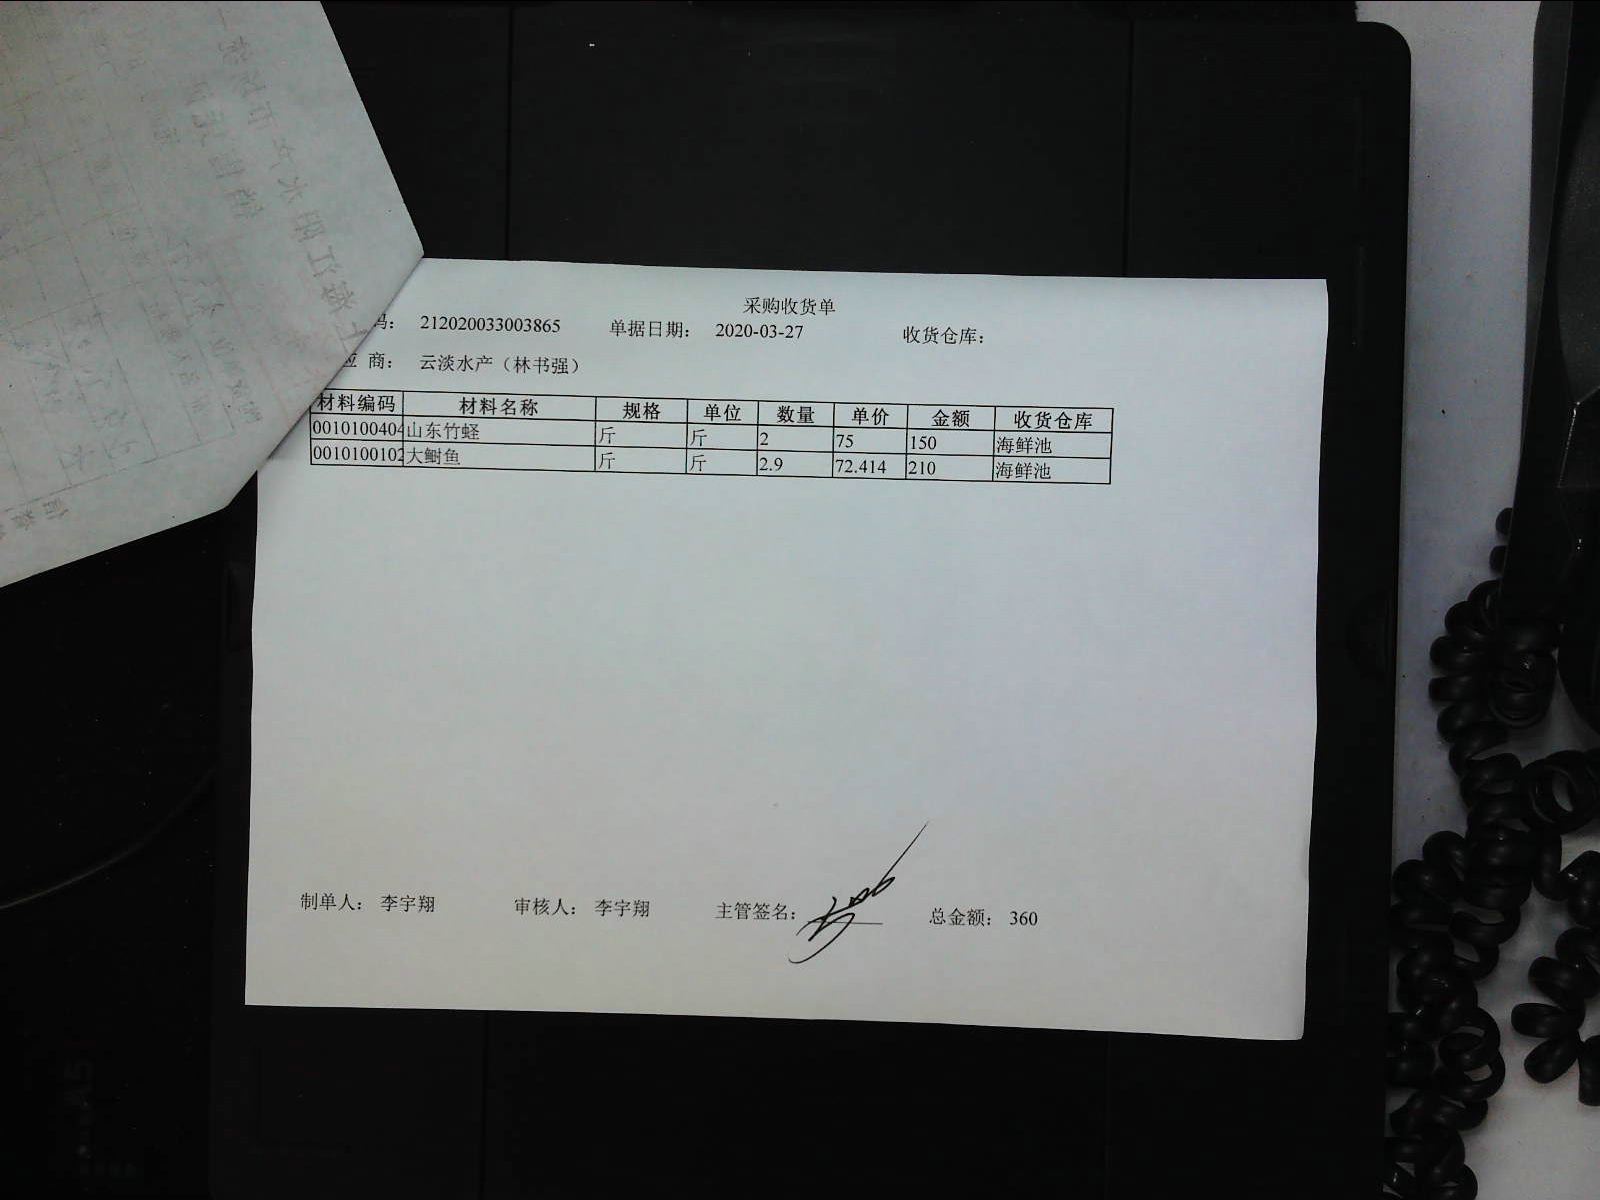 采购收货单
码： 212020033003865 单据日期： 2020-03-27 收货仓库：
应 商： 云淡水产（林书强）
材料编码 材料名称 规格 单位 数量 单价 金额 收货仓库
0010100404 山东竹蛏 斤 斤 2 75 150 海鲜池
0010100102 大鲥鱼 斤 斤 2.9 72.414 210 海鲜池
制单人： 李宇翔 审核人： 李宇翔 主管签名： 总金额： 360